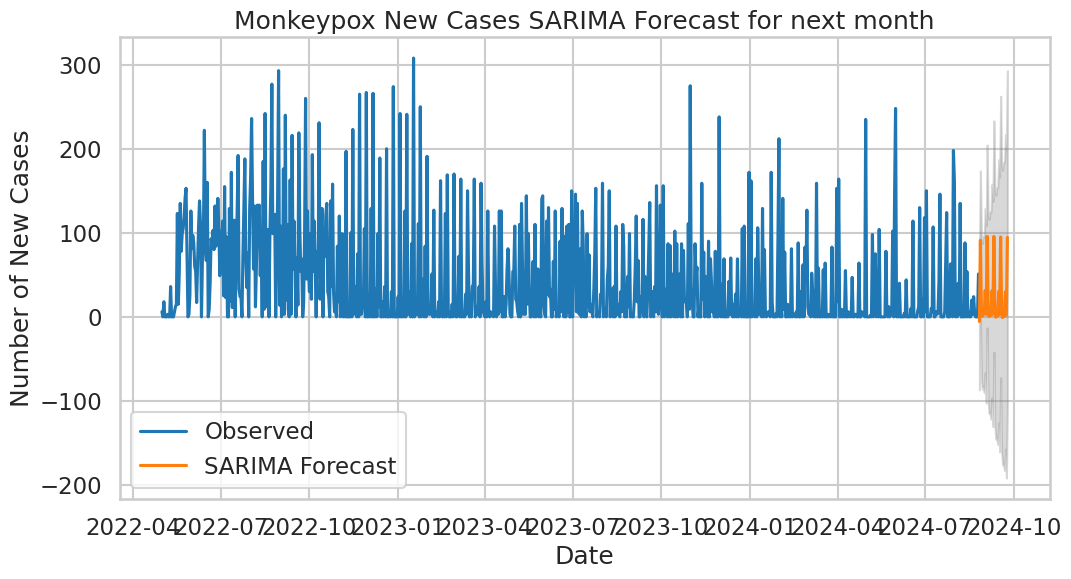 Monkeypox New Cases SARIMA Forecast for next month
Number of New Cases
300
200
100
0
−100
−200
Observed
SARIMA Forecast
2022-04 2022-07 2022-10 2023-01 2023-04 2023-07 2023-10 2024-01 2024-04 2024-07 2024-10
Date